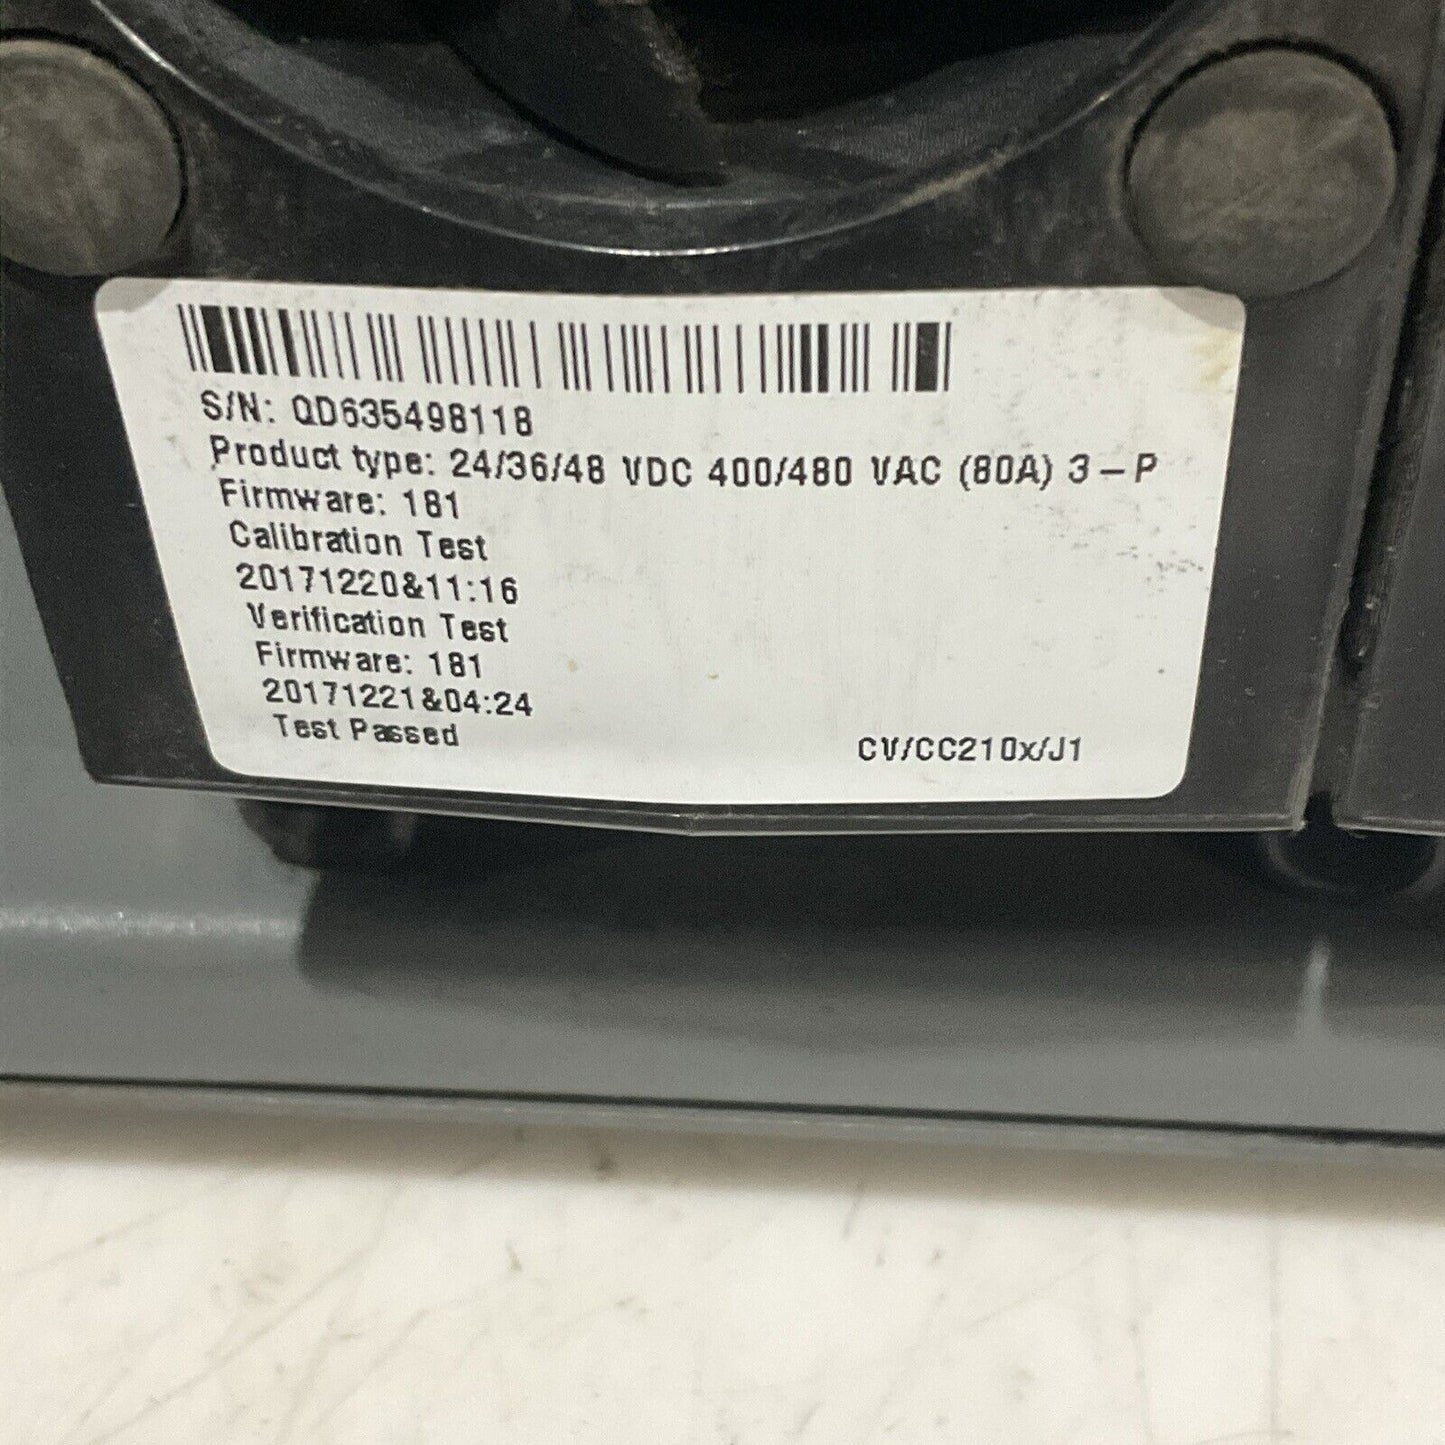 S/N: QD635498118
Product type: 24/36/48 VDC 400/480 VAC (80A) 3-P
Firmware: 181
Calibration Test
20171220&11:16
Verification Test
Firmware: 181
20171221&04:24
Test Passed
CV/CC210x/J1